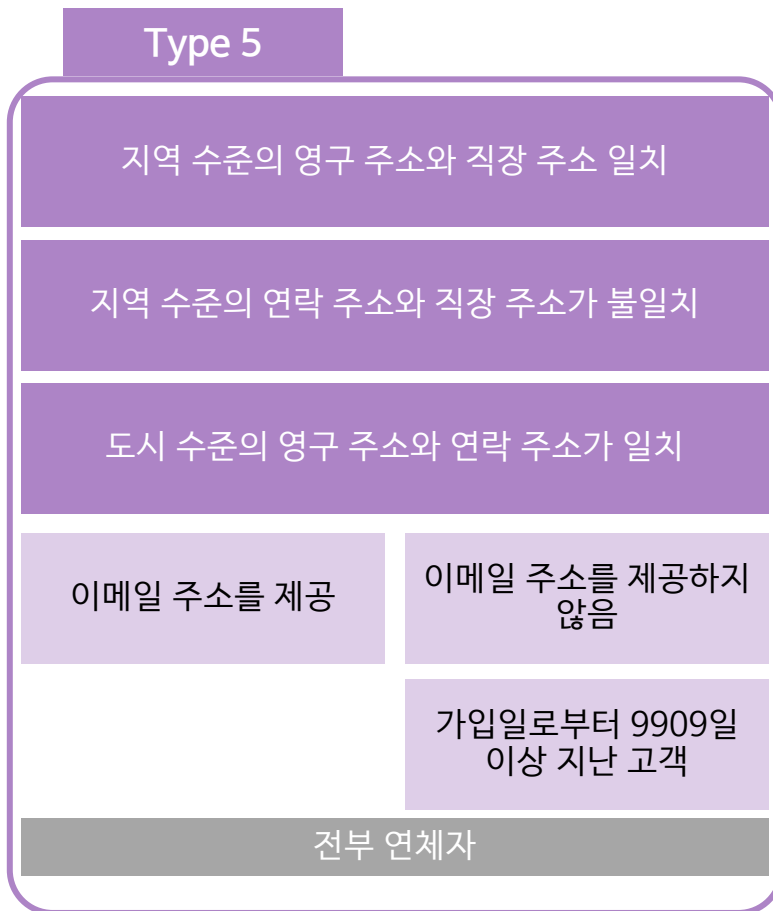 Type 5
지역 수준의 영구 주소와 직장 주소 일치
지역 수준의 연락 주소와 직장 주소가 불일치
도시 수준의 영구 주소와 연락 주소가 일치
이메일 주소를 제공
이메일 주소를 제공하지
않음
가입일로부터 9909일
이상 지난 고객
전부 연체자